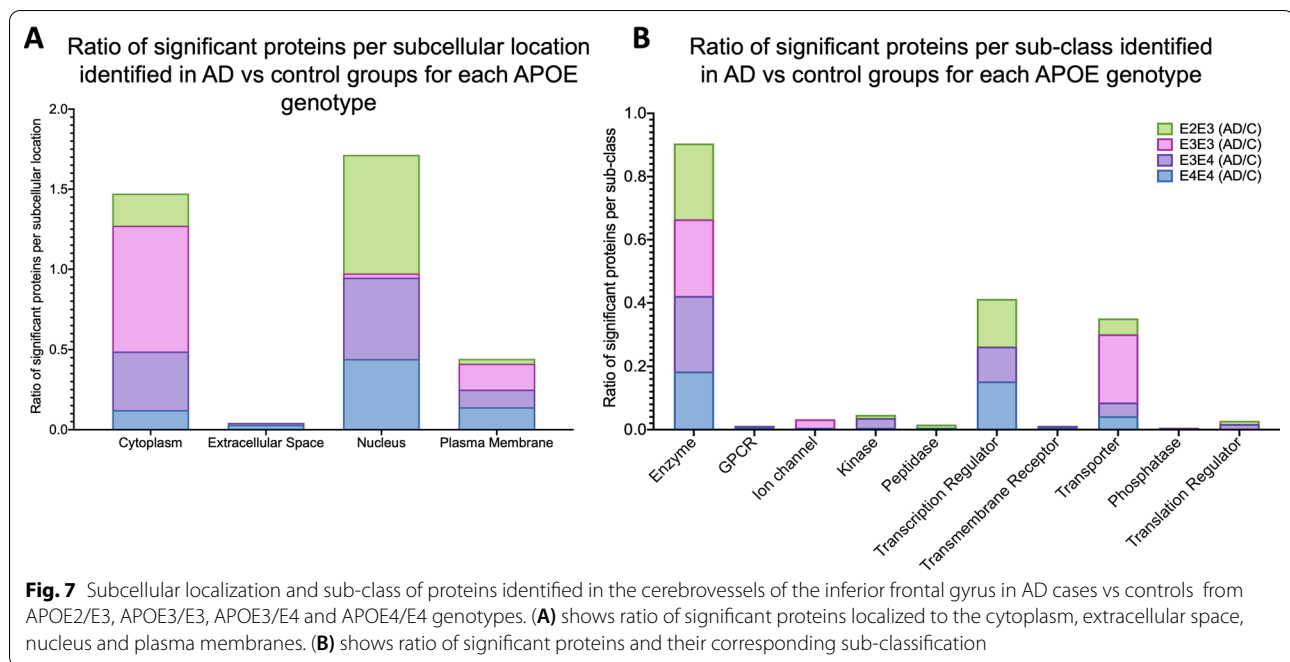 A
Ratio of significant proteins per subcellular location
identified in AD vs control groups for each APOE
genotype
Ratio of significant proteins per subcellular location
2.0
1.5
1.0
0.5
0.0
Cytoplasm
Extracellular Space
Nucleus
Plasma Membrane
B
Ratio of significant proteins per sub-class identified
in AD vs control groups for each APOE genotype
Ratio of significant proteins per sub-class
1.0
0.8
0.6
0.4
0.2
0.0
E2E3 (AD/C)
E3E3 (AD/C)
E3E4 (AD/C)
E4E4 (AD/C)
Enzyme
GPCR
Ion channel
Kinase
Peptidase
Transcription Regulator
Transmembrane Receptor
Transporter
Phosphatase
Translation Regulator
Fig. 7 Subcellular localization and sub-class of proteins identified in the cerebrovessels of the inferior frontal gyrus in AD cases vs controls from
APOE2/E3, APOE3/E3, APOE3/E4 and APOE4/E4 genotypes. (A) shows ratio of significant proteins localized to the cytoplasm, extracellular space,
nucleus and plasma membranes. (B) shows ratio of significant proteins and their corresponding sub-classification